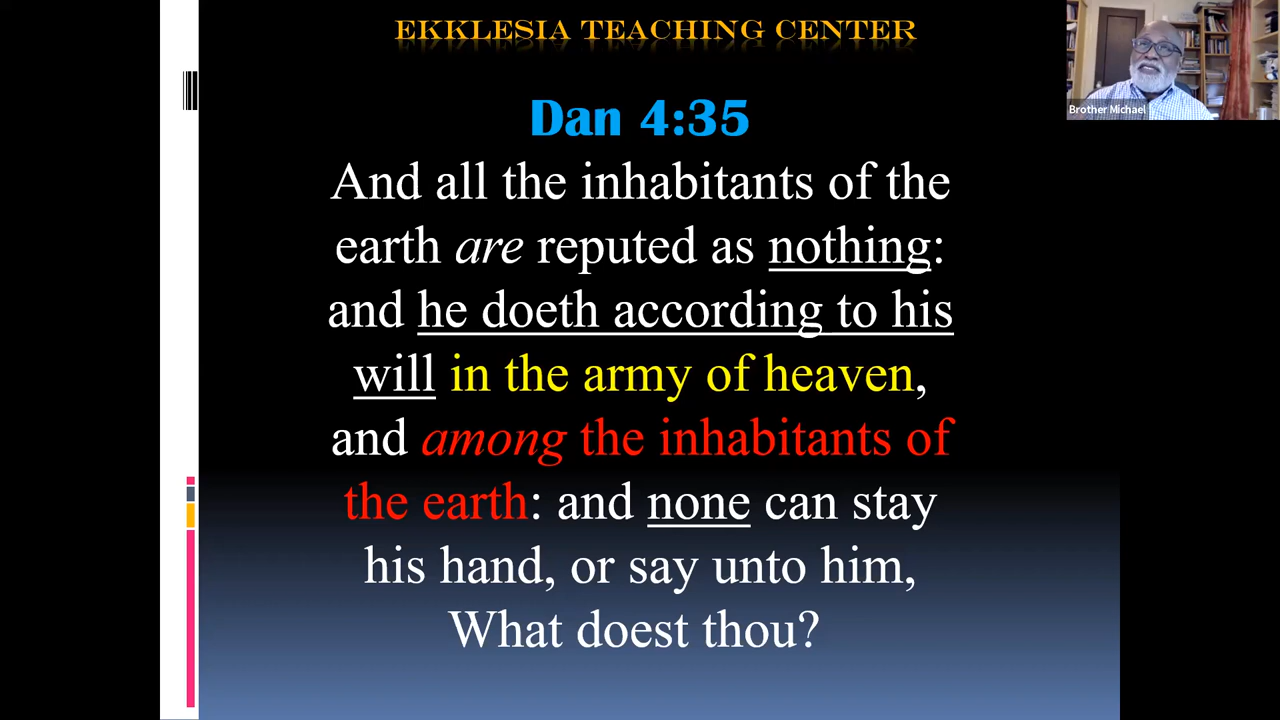 EKKLESIA TEACHING CENTER
Brother Michael
Dan 4:35
And all the inhabitants of the
earth are reputed as nothing:
and he doeth according to his
will in the army of heaven,
and among the inhabitants of
the earth: and none can stay
his hand, or say unto him,
What doest thou?